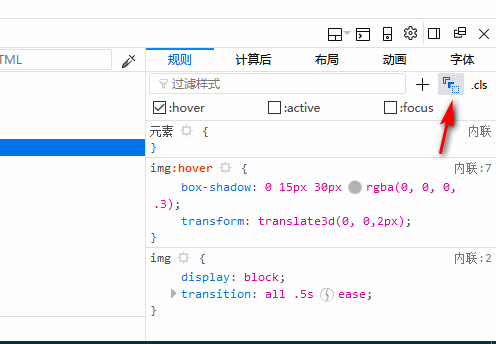 TML
规则 计算后 布局 动画 字体
过滤样式 + .cls
:hover :active :focus
元素 { 内联
}
img:hover { 内联:7
box-shadow: 0 15px 30px rgba(0, 0, 0,
.3);
transform: translate3d(0, 0,2px);
}
img { 内联:2
display: block;
transition: all .5s ease;
}